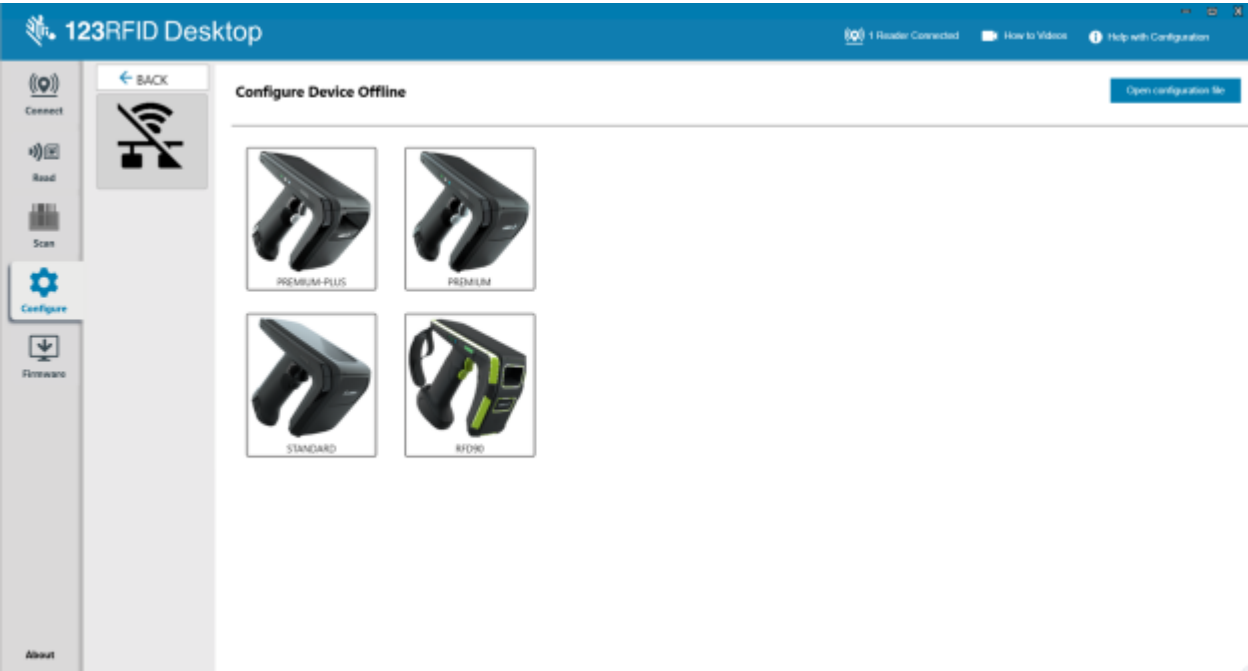 123RFID Desktop
1 Reader Connected
How to Videos
Help with Configuration
Connect
Read
Scan
Configure
Firmware
About
BACK
Configure Device Offline
Open configuration file
PREMIUM-PLUS
PREMIUM
STANDARD
RFD90